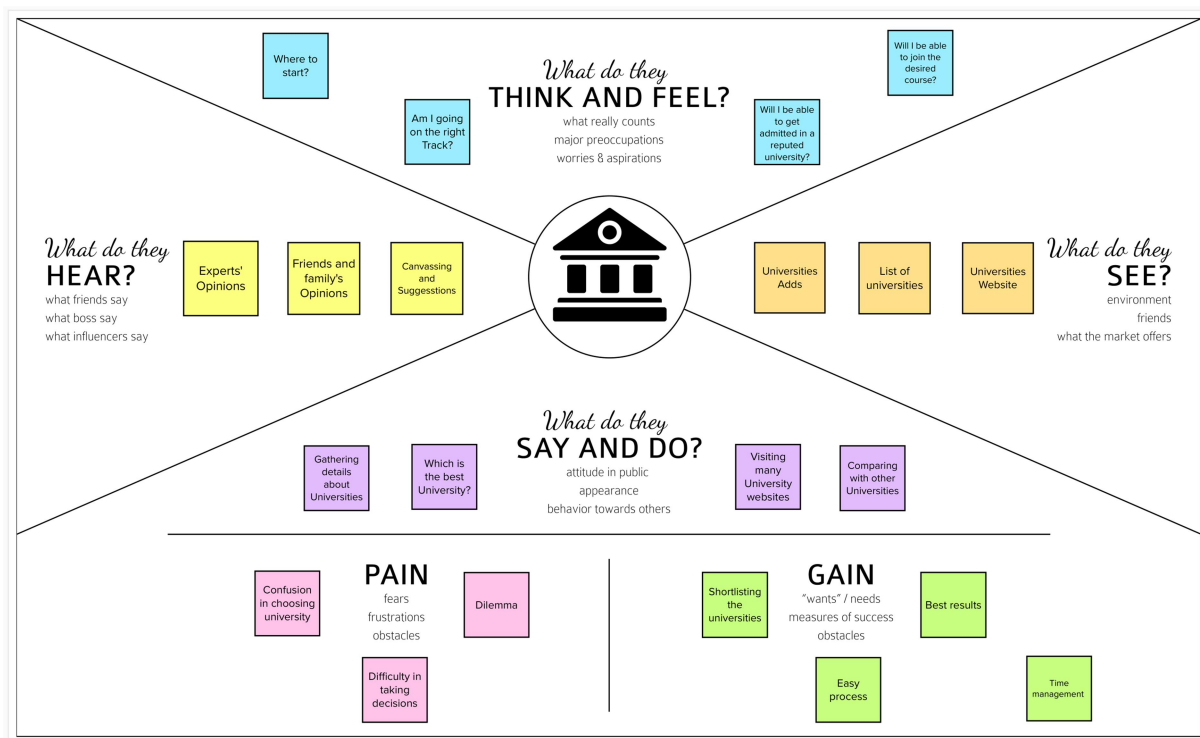 Where to
start?
Am I going
on the right
Track?
What do they
THINK AND FEEL?
what really counts
major preoccupations
worries & aspirations
Will I be able
to get
admitted in a
reputed
university?
Will I be able
to join the
desired
course?
What do they
HEAR?
what friends say
what boss say
what influencers say
Experts'
Opinions
Friends and
family's
Opinions
Canvassing
and
Suggesstions
Universities
Adds
List of
universities
Universities
Website
What do they
SEE?
environment
friends
what the market offers
What do they
SAY AND DO?
attitude in public
appearance
behavior towards others
Gathering
details
about
Universities
Which is
the best
University?
Visiting
many
University
websites
Comparing
with other
Universities
PAIN
fears
frustrations
obstacles
Confusion
in choosing
university
Dilemma
Difficulty in
taking
decisions
GAIN
"wants" / needs
measures of success
obstacles
Shortlisting
the
universities
Best results
Easy
process
Time
management